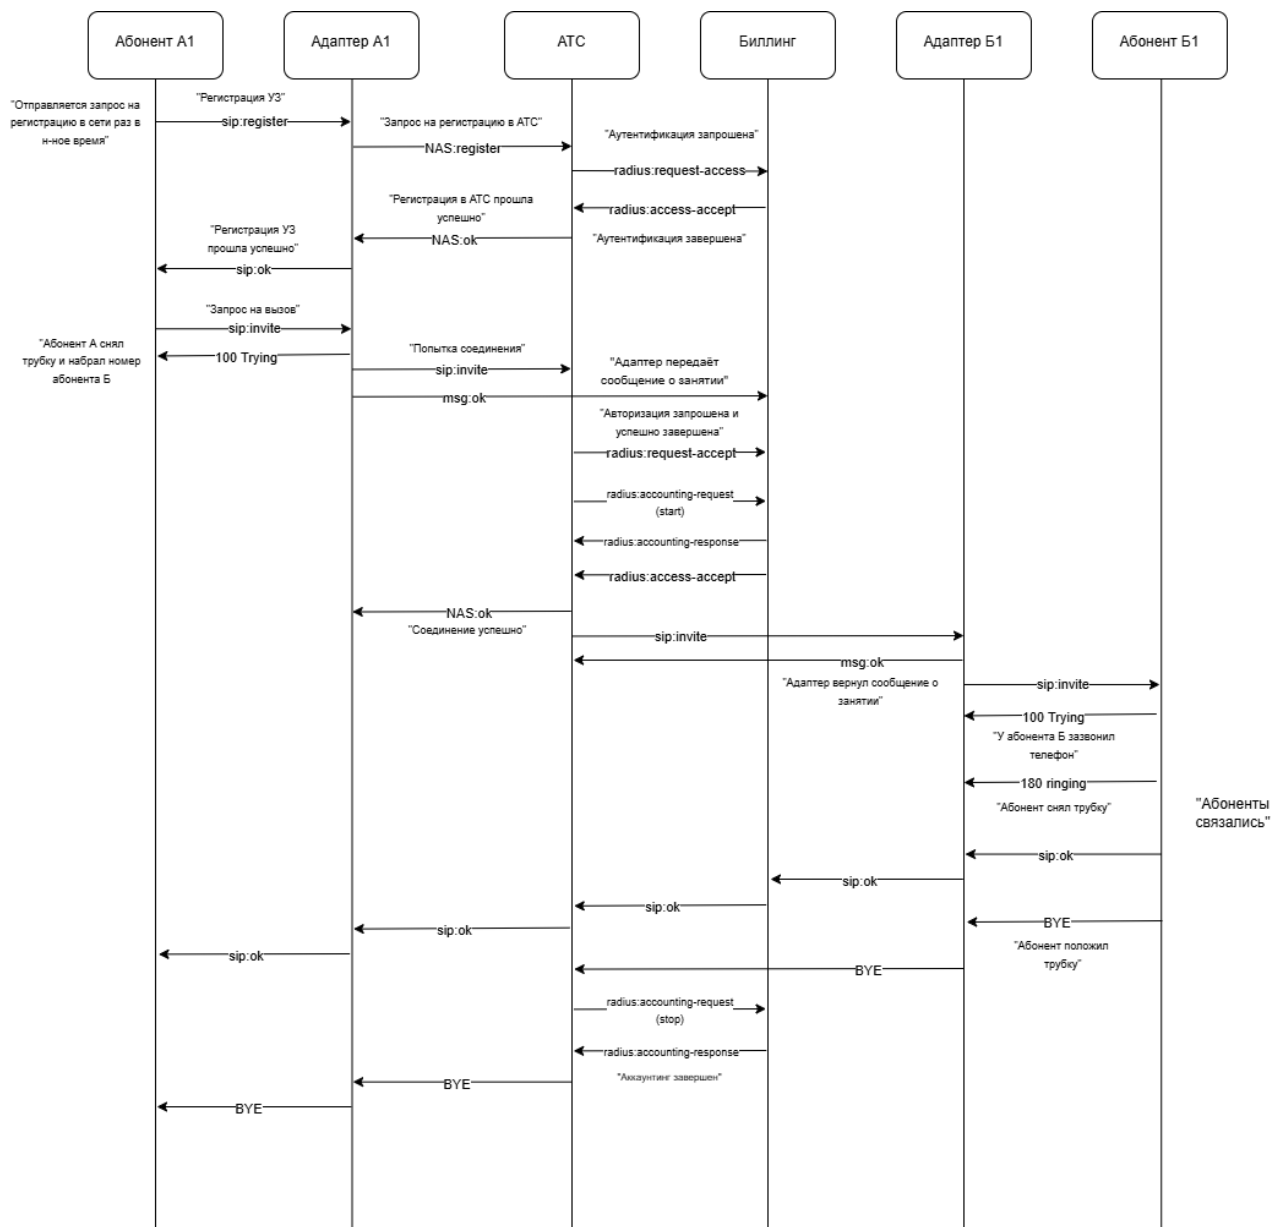 Абонент А1
Адаптер А1
АТС
Биллинг
Адаптер Б1
Абонент Б1
"Отправляется запрос на
регистрацию в сети раз в
н-ное время"
"Регистрация УЗ"
sip:register
"Запрос на регистрацию в АТС"
NAS:register
"Аутентификация запрошена"
radius:request-access
"Регистрация в АТС прошла
успешно"
radius:access-accept
NAS:ok
"Аутентификация завершена"
"Регистрация УЗ
прошла успешно"
sip:ok
"Запрос на вызов"
sip:invite
"Абонент А снял
трубку и набрал номер
абонента Б"
100 Trying
"Попытка соединения"
sip:invite
"Адаптер передаёт
сообщение о занятии"
msg:ok
"Авторизация запрошена и
успешно завершена"
radius:request-accept
radius:accounting-request
(start)
radius:accounting-response
radius:access-accept
NAS:ok
"Соединение успешно"
sip:invite
msg:ok
"Адаптер вернул сообщение о
занятии"
sip:invite
100 Trying
"У абонента Б зазвонил
телефон"
180 ringing
"Абонент снял трубку"
"Абоненты
связались"
sip:ok
sip:ok
sip:ok
sip:ok
sip:ok
BYE
"Абонент положил
трубку"
BYE
radius:accounting-request
(stop)
radius:accounting-response
"Аккаунтинг завершен"
BYE
BYE